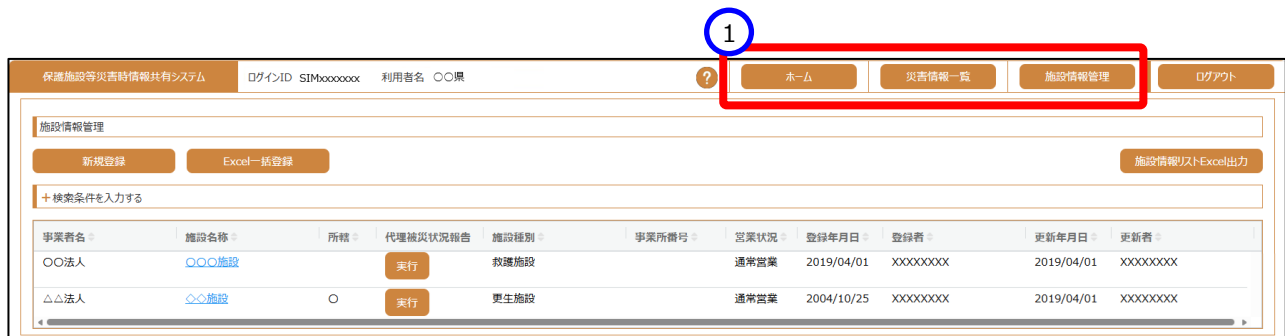 1
保護施設等災害時情報共有システム ログインID SIMxxxxxxx 利用者名 〇〇県 ? ホーム 災害情報一覧 施設情報管理 ログアウト
施設情報管理
新規登録 Excel一括登録 施設情報リストExcel出力
＋検索条件を入力する
事業者名 施設名称 所轄 代理被災状況報告 施設種別 事業所番号 営業状況 登録年月日 登録者 更新年月日 更新者
〇〇法人 〇〇〇施設 実行 救護施設 通常営業 2019/04/01 XXXXXXXX 2019/04/01 XXXXXXXX
△△法人 ◇◇施設 〇 実行 更生施設 通常営業 2004/10/25 XXXXXXXX 2019/04/01 XXXXXXXX